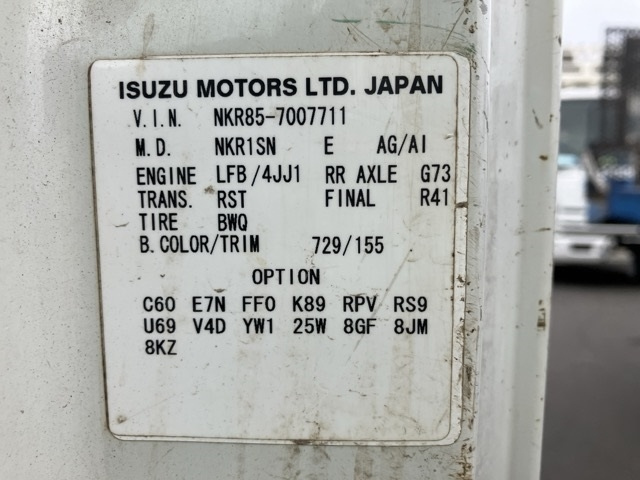 ISUZU MOTORS LTD. JAPAN
V.I.N. NKR85-7007711
M.D. NKR1SN E AG/AI
ENGINE LFB/4JJ1 RR AXLE G73
TRANS. RST FINAL R41
TIRE BWQ
B.COLOR/TRIM 729/155
OPTION
C60 E7N FF0 K89 RPV RS9
U69 V4D YW1 25W 8GF 8JM
8KZ